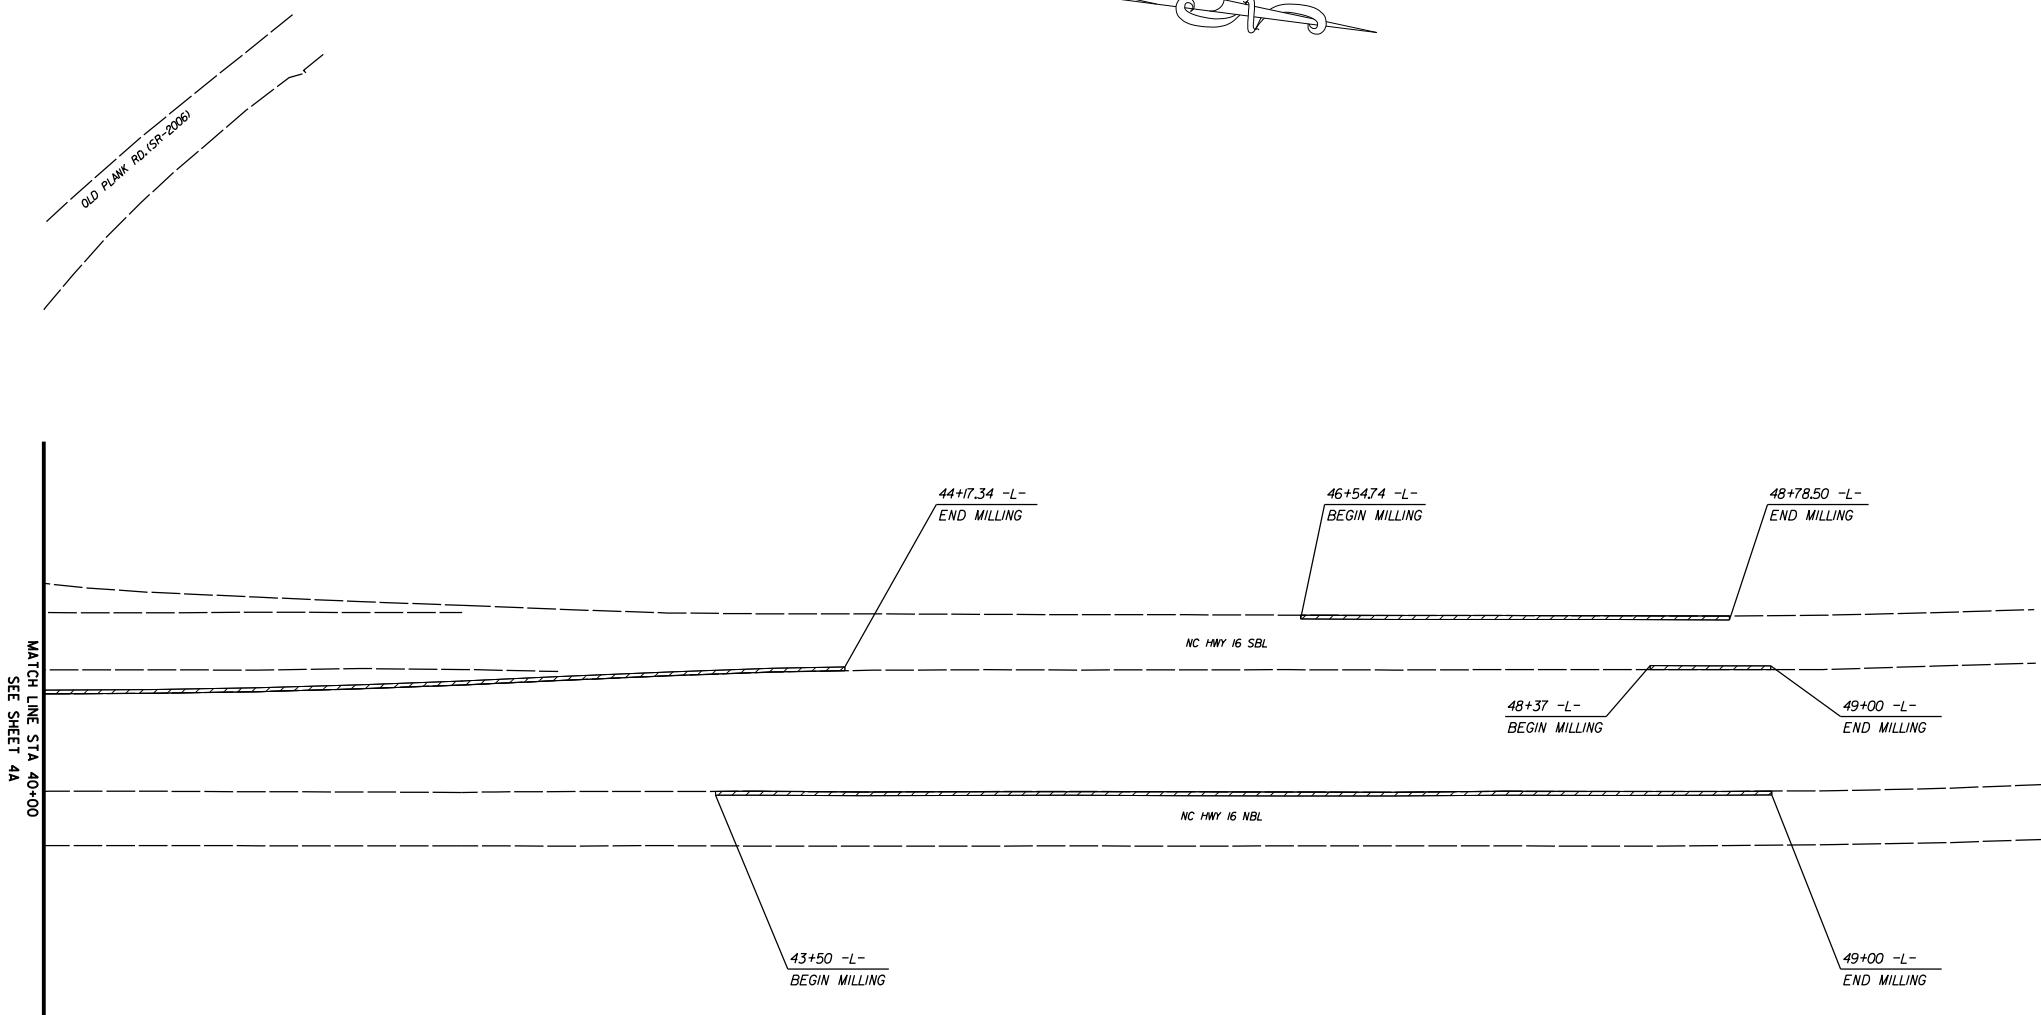 OLD PLANK RD. (SR-2006)
44+17.34 -L-
END MILLING
46+54.74 -L-
BEGIN MILLING
48+78.50 -L-
END MILLING
NC HWY 16 SBL
MATCH LINE STA 40+00
SEE SHEET 4A
48+37 -L-
BEGIN MILLING
49+00 -L-
END MILLING
NC HWY 16 NBL
43+50 -L-
BEGIN MILLING
49+00 -L-
END MILLING